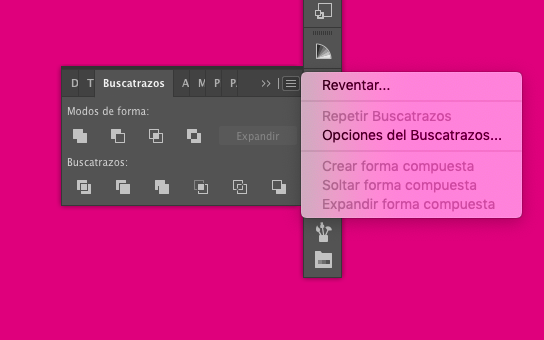 D T Buscatrazos A M P P. >> | 
Modos de forma:
Expandir
Buscatrazos:
Reventar...
Repetir Buscatrazos
Opciones del Buscatrazos...
Crear forma compuesta
Soltar forma compuesta
Expandir forma compuesta